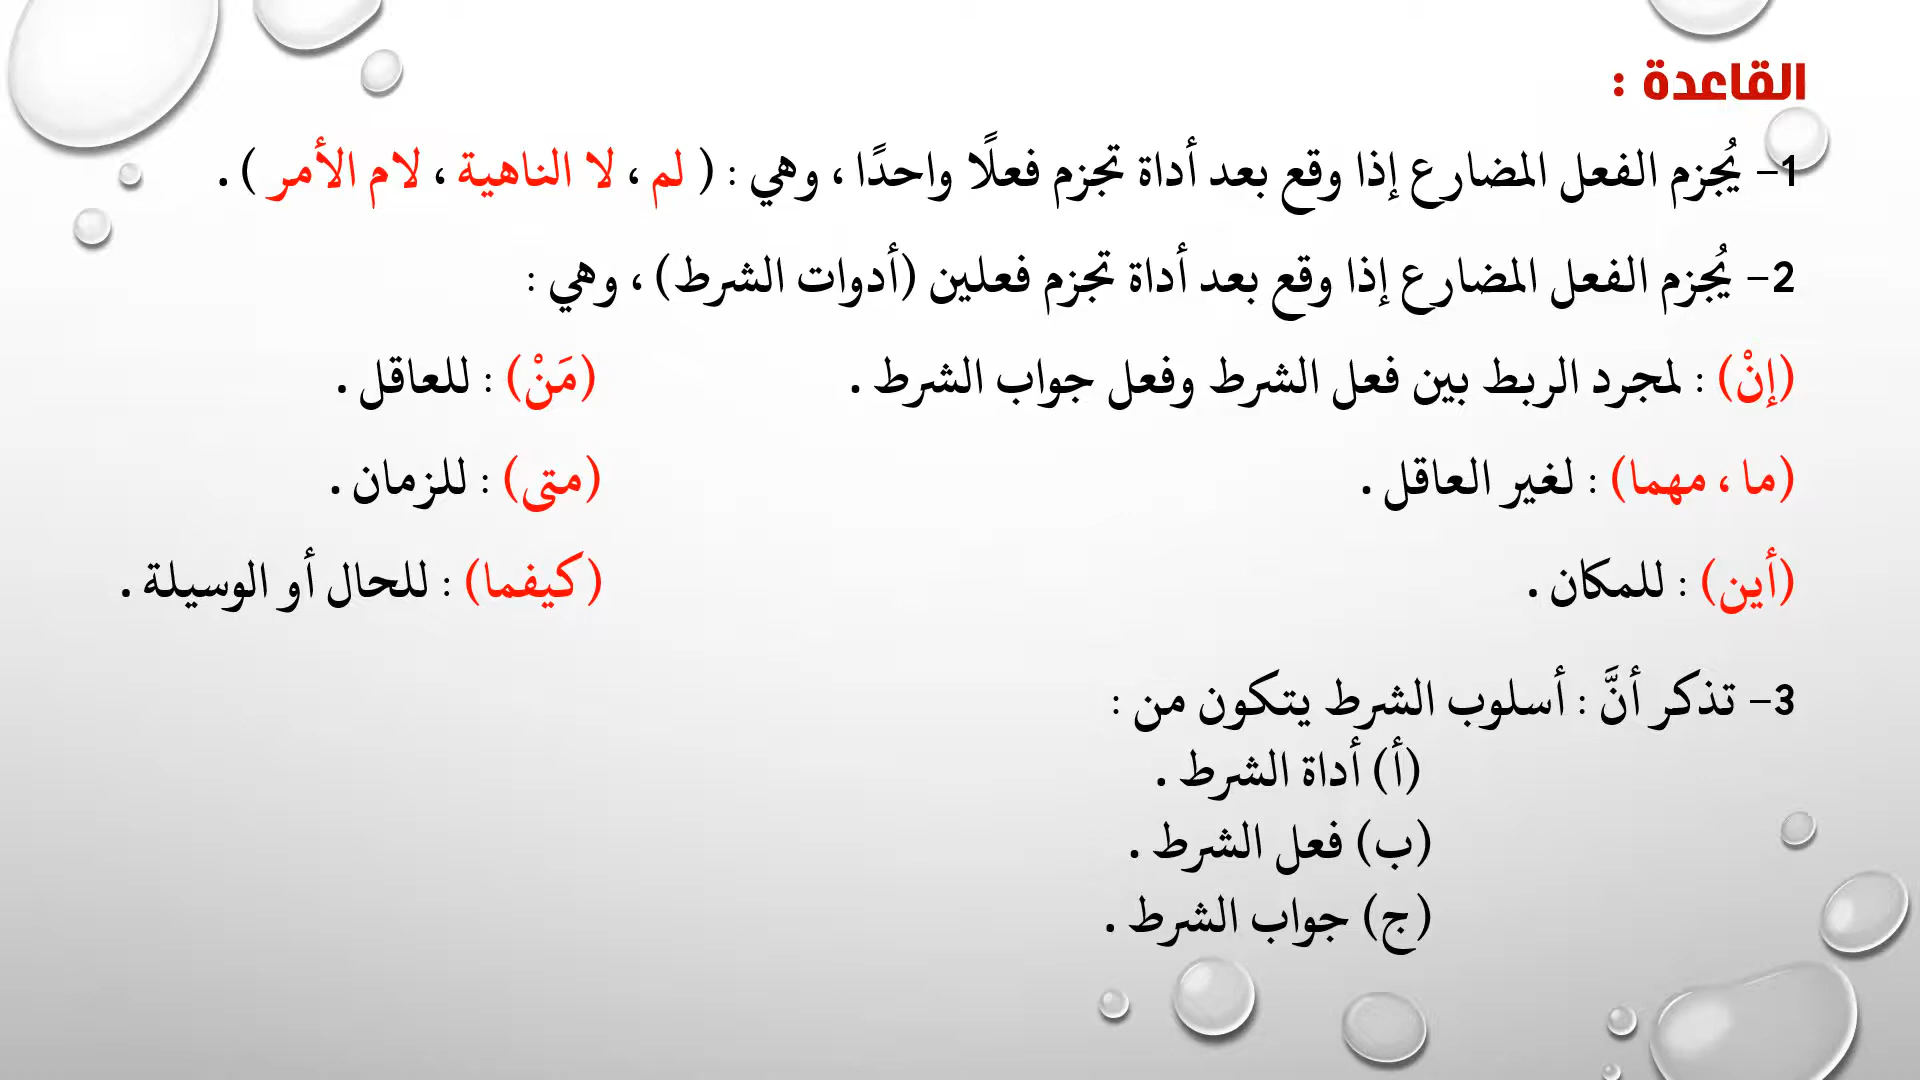 القاعدة :
1- يُجزم الفعل المضارع إذا وقع بعد أداة تجزم فعلًا واحدًا ، وهي : ( لم ، لا الناهية ، لام الأمر ) .
2- يُجزم الفعل المضارع إذا وقع بعد أداة تجزم فعلين (أدوات الشرط) ، وهي :
(إنْ) : لمجرد الربط بين فعل الشرط وفعل جواب الشرط . (مَنْ) : للعاقل .
(ما ، مهما) : لغير العاقل . (متى) : للزمان .
(أين) : للمكان . (كيفما) : للحال أو الوسيلة .
3- تذكر أنَّ : أسلوب الشرط يتكون من :
(أ) أداة الشرط .
(ب) فعل الشرط .
(ج) جواب الشرط .